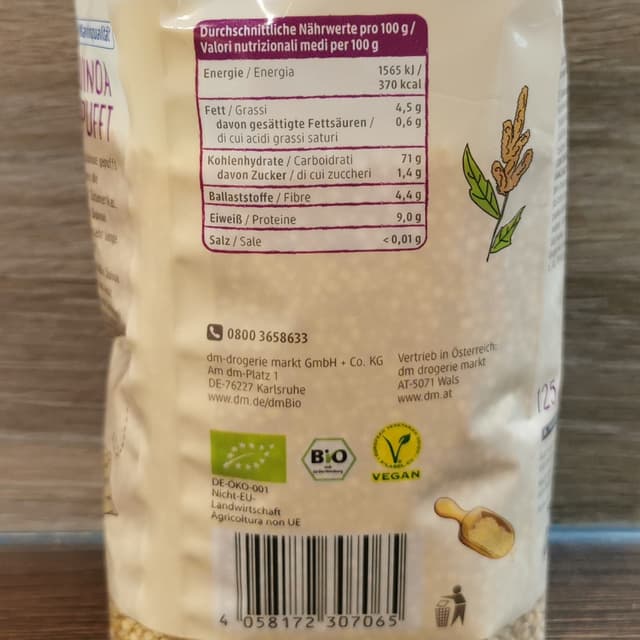 INOA
PUFFT
Durchschnittliche Nährwerte pro 100 g /
Valori nutrizionali medi per 100 g
Energie / Energia 1565 kJ /
370 kcal
Fett / Grassi 4,5 g
davon gesättigte Fettsäuren / 0,6 g
di cui acidi grassi saturi
Kohlenhydrate / Carboidrati 71 g
davon Zucker / di cui zuccheri 1,4 g
Ballaststoffe / Fibre 4,4 g
Eiweiß / Proteine 9,0 g
Salz / Sale < 0,01 g
0800 3658633
dm-drogerie markt GmbH + Co. KG
Am dm-Platz 1
DE-76227 Karlsruhe
www.dm.de/dmBio
Vertrieb in Österreich:
dm drogerie markt
AT-5071 Wals
www.dm.at
125
BIO
VEGAN
DE-ÖKO-001
Nicht-EU-
Landwirtschaft
Agricoltura non UE
4 058172 307065